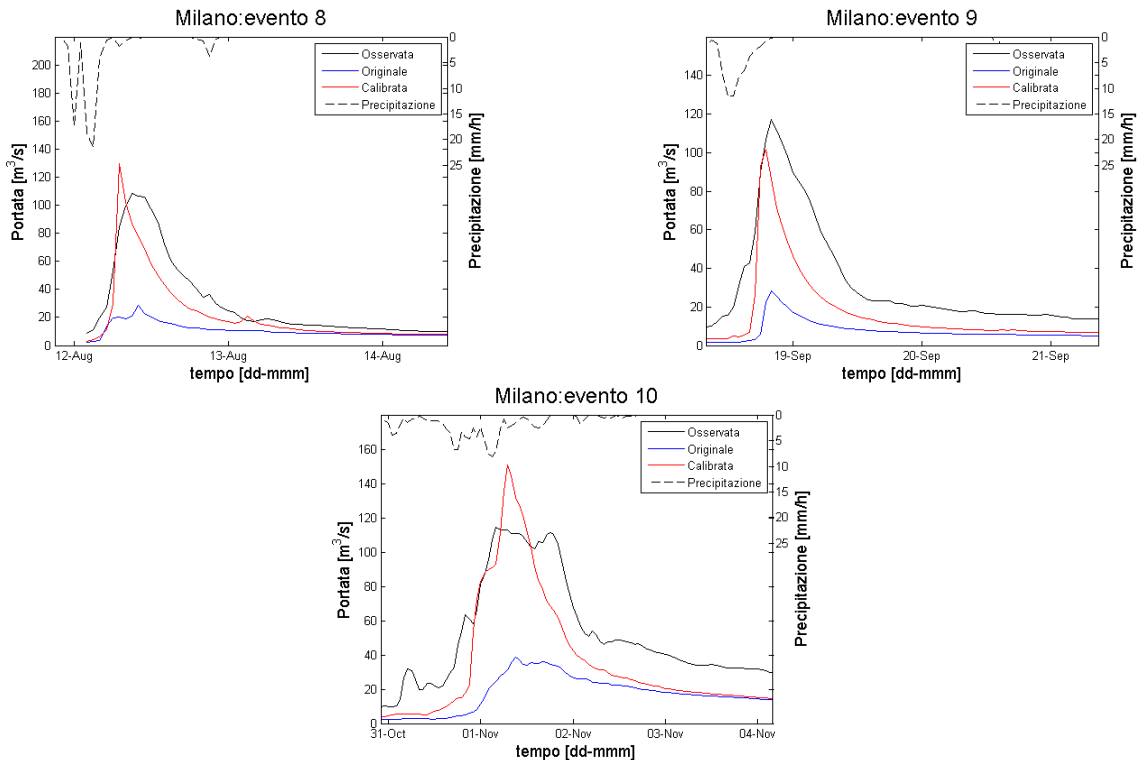 Milano:evento 8
220
200
180
160
140
120
100
80
60
40
20
0
Portata [m³/s]
12-Aug
13-Aug
14-Aug
tempo [dd-mmm]
0
5
10
15
20
25
Precipitazione [mm/h]
Osservata
Originale
Calibrata
Precipitazione
Milano:evento 9
160
140
120
100
80
60
40
20
0
Portata [m³/s]
19-Sep
20-Sep
21-Sep
tempo [dd-mmm]
0
5
10
15
20
25
Precipitazione [mm/h]
Osservata
Originale
Calibrata
Precipitazione
Milano:evento 10
160
140
120
100
80
60
40
20
0
Portata [m³/s]
31-Oct
01-Nov
02-Nov
03-Nov
04-Nov
tempo [dd-mmm]
0
5
10
15
20
25
Precipitazione [mm/h]
Osservata
Originale
Calibrata
Precipitazione